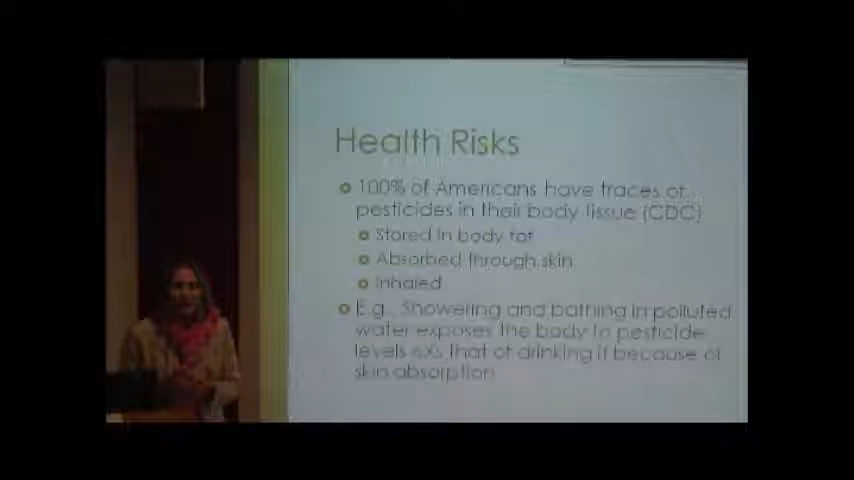 Health Risks
100% of Americans have traces of
pesticides in their body tissue (CDC)
Stored in body fat
Absorbed through skin
Inhaled
E.g., Showering and bathing in polluted
water exposes the body to pesticide
levels 6xs that of drinking it because of
skin absorption